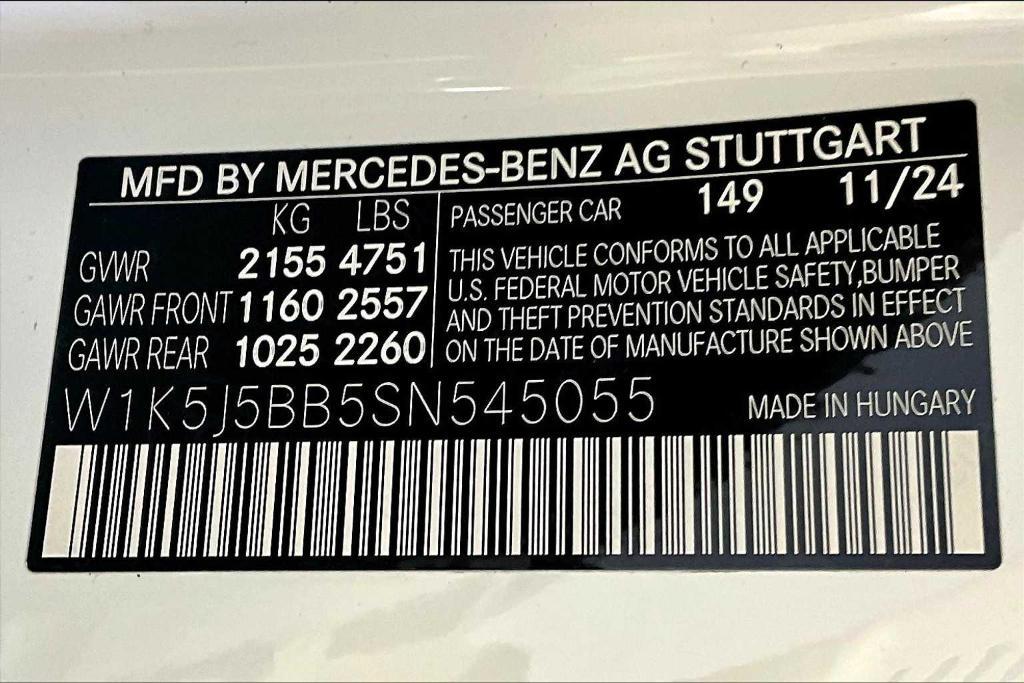 MFD BY MERCEDES-BENZ AG STUTTGART
KG LBS
GVWR 2155 4751
GAWR FRONT 1160 2557
GAWR REAR 1025 2260
PASSENGER CAR 149 11/24
THIS VEHICLE CONFORMS TO ALL APPLICABLE
U.S. FEDERAL MOTOR VEHICLE SAFETY,BUMPER
AND THEFT PREVENTION STANDARDS IN EFFECT
ON THE DATE OF MANUFACTURE SHOWN ABOVE
W1K5J5BB5SN545055
MADE IN HUNGARY